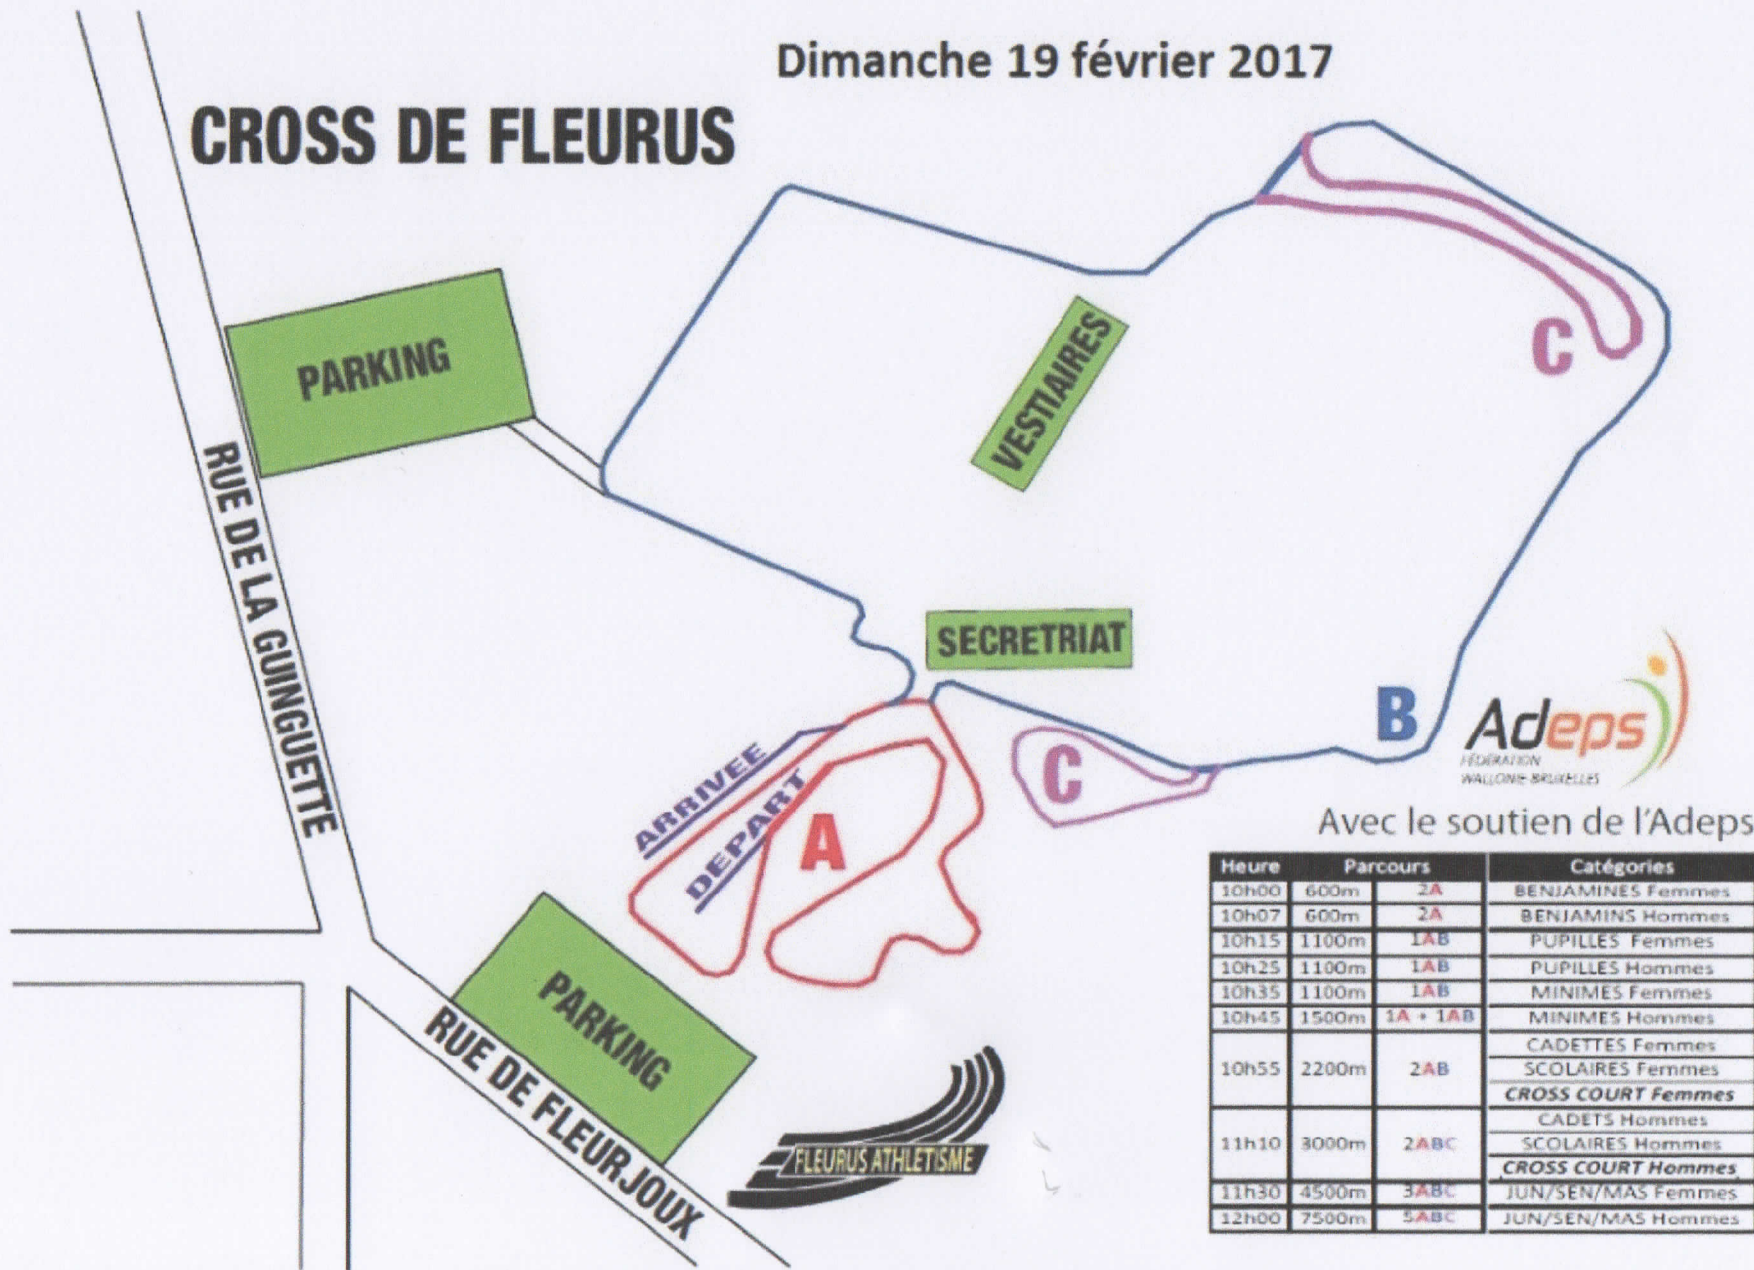 Dimanche 19 février 2017
CROSS DE FLEURUS
PARKING
VESTIAIRES
C
RUE DE LA GUINGUETTE
SECRETRIAT
B
Adeps
FÉDÉRATION
WALLONIE-BRUXELLES
C
ARRIVEE
DEPART
A
Avec le soutien de l'Adeps
PARKING
RUE DE FLEURJOUX
FLEURUS ATHLETISME
Heure Parcours Catégories
10h00 600m 2A BENJAMINES Femmes
10h07 600m 2A BENJAMINS Hommes
10h15 1100m 1AB PUPILLES Femmes
10h25 1100m 1AB PUPILLES Hommes
10h35 1100m 1AB MINIMES Femmes
10h45 1500m 1A + 1AB MINIMES Hommes
10h55 2200m 2AB CADETTES Femmes
SCOLAIRES Femmes
CROSS COURT Femmes
11h10 3000m 2ABC CADETS Hommes
SCOLAIRES Hommes
CROSS COURT Hommes
11h30 4500m 3ABC JUN/SEN/MAS Femmes
12h00 7500m 5ABC JUN/SEN/MAS Hommes